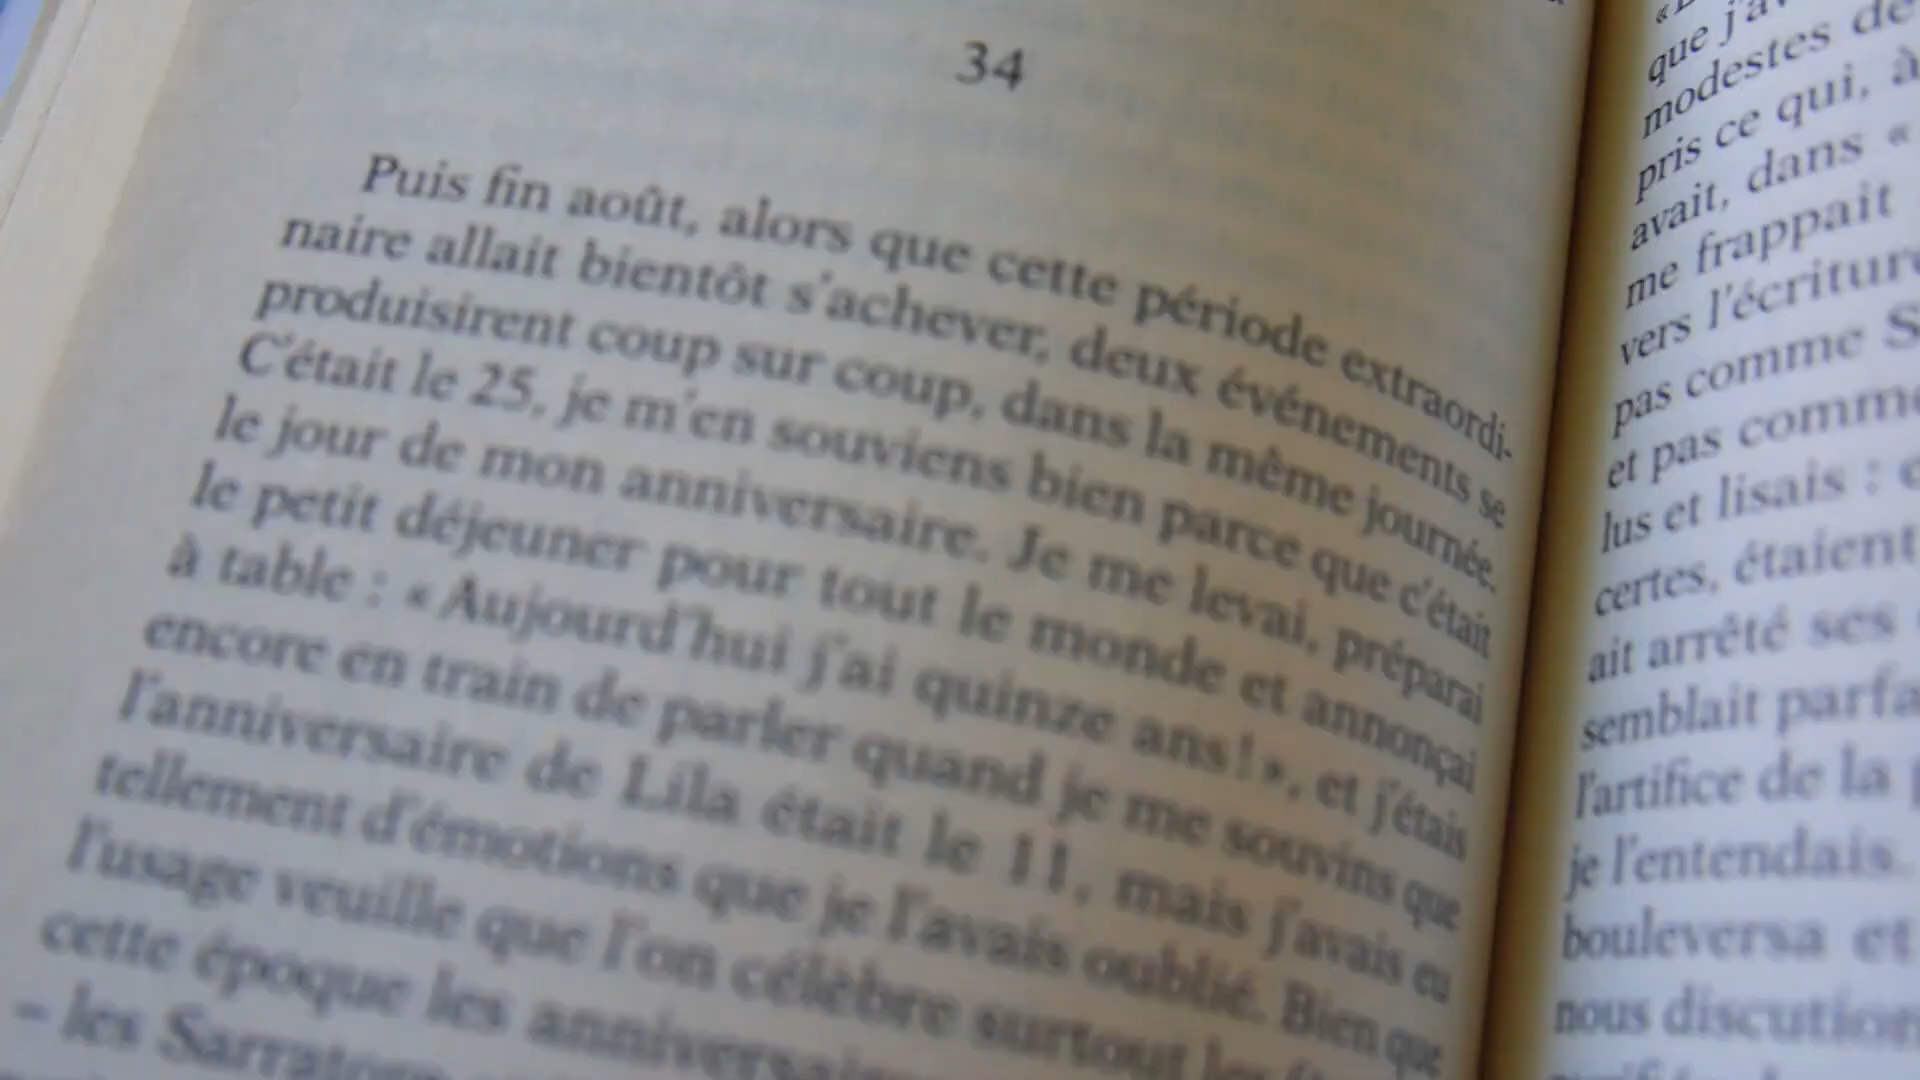 34
Puis fin août, alors que cette période extraordi-
naire allait bientôt s'achever, deux événements se
produisirent coup sur coup, dans la même journée.
C'était le 25, je m'en souviens bien parce que c'était
le jour de mon anniversaire. Je me levai, préparai
le petit déjeuner pour tout le monde et annonçai
à table : « Aujourd'hui j'ai quinze ans ! », et j'étais
encore en train de parler quand je me souvins que
l'anniversaire de Lila était le 11, mais j'avais eu
tellement d'émotions que je l'avais oublié. Bien que
l'usage veuille que l'on célèbre surtout les
cette époque les
– les
que
modestes
pris ce qui, à
avait, dans «
me frappait
vers l'écriture
pas comme
et pas comme
lus et lisais :
certes, étaient
ait arrêté ses
semblait
l'artifice de la
je l'entendais.
bouleversa et
nous